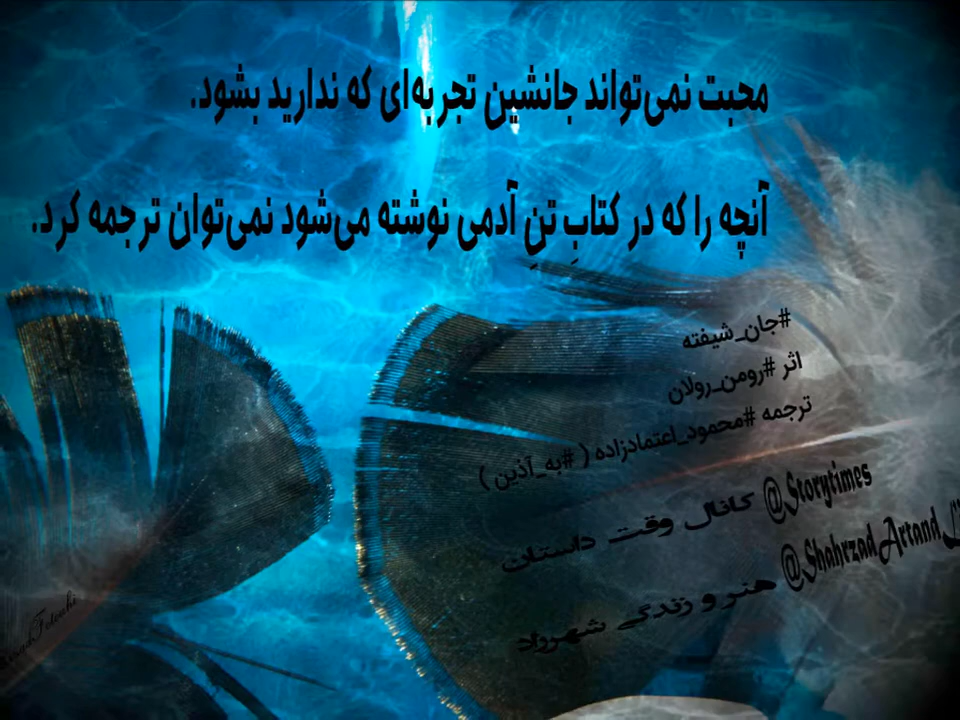 محبت نمی‌تواند جانشین تجربه‌ای که ندارید بشود.
آنچه را که در کتابِ تنِ آدمی نوشته می‌شود نمی‌توان ترجمه کرد.
#جان_شیفته
اثر #رومن_رولان
ترجمه #محمود_اعتمادزاده ( #به_آذین )
@Storytimes کانال وقت داستان
@ShahrzadArtand هنر و زندگی شهرزاد